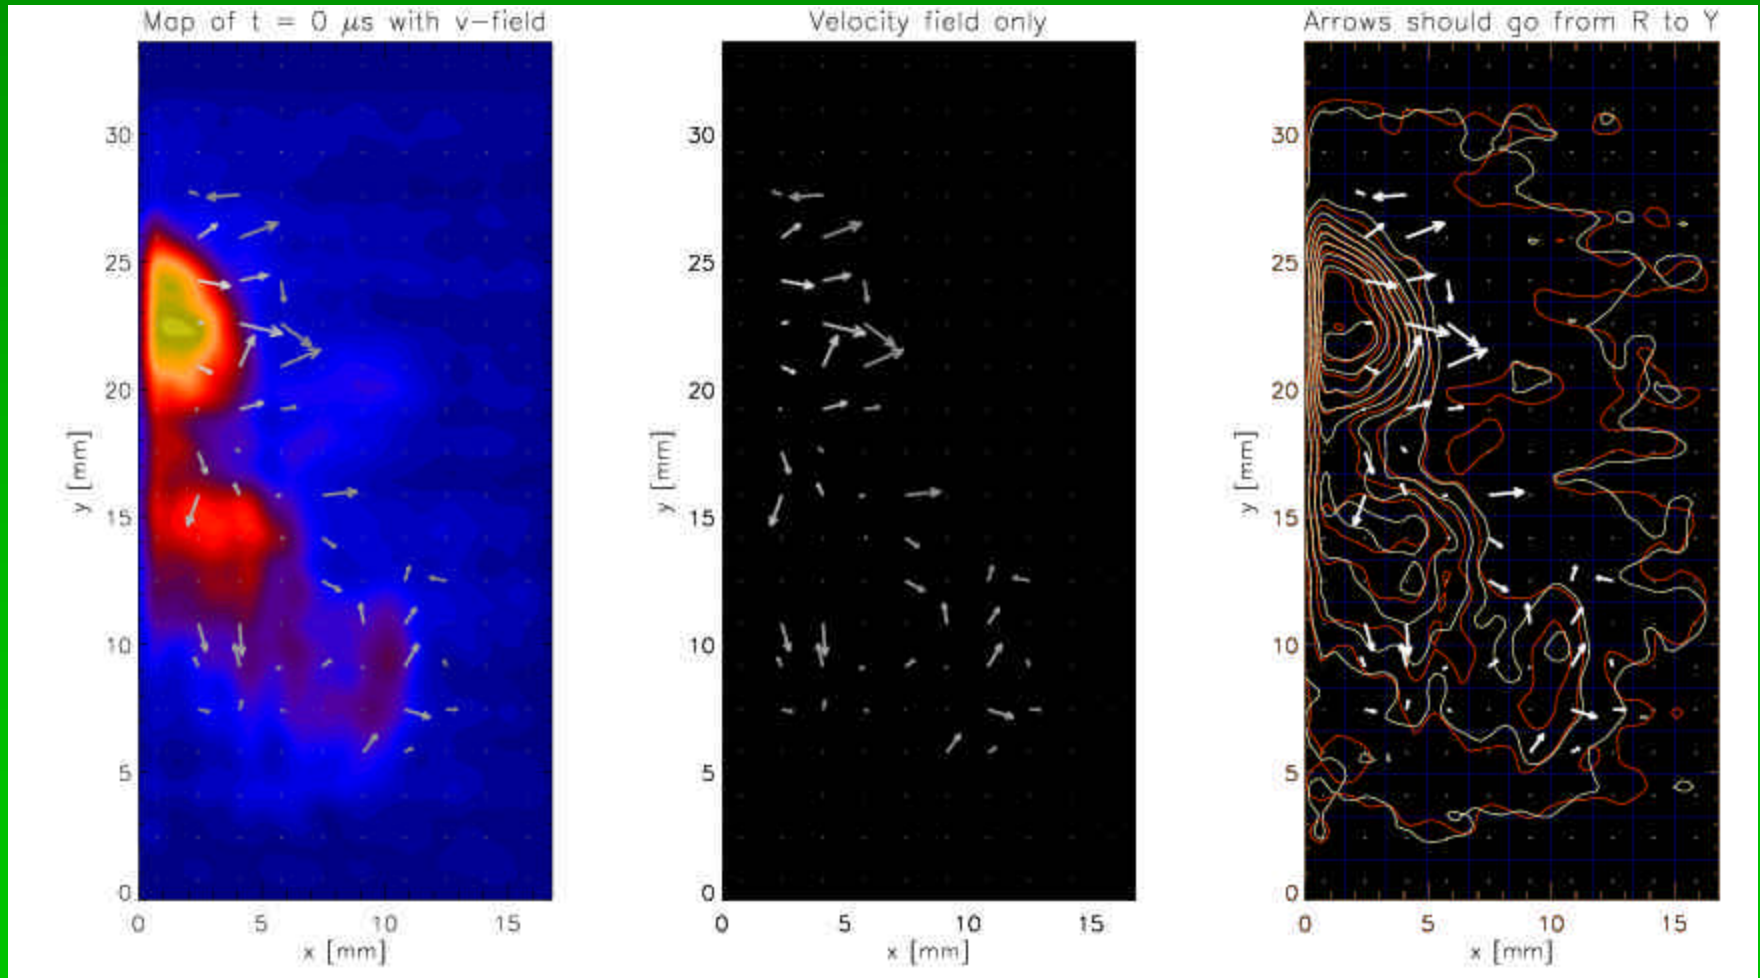 Map of t = 0 μs with v-field
Velocity field only
Arrows should go from R to Y
30
25
20
15
10
5
0
y [mm]
0 5 10 15
x [mm]
30
25
20
15
10
5
0
y [mm]
0 5 10 15
x [mm]
30
25
20
15
10
5
0
y [mm]
0 5 10 15
x [mm]